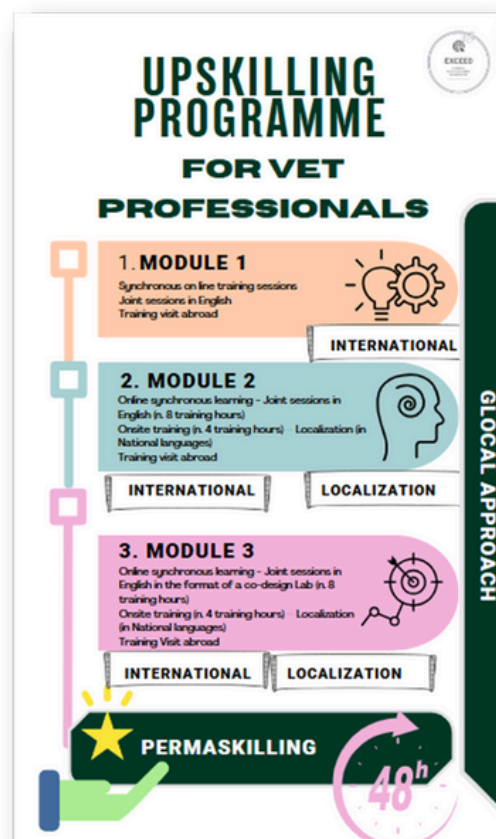 EXCEED
UPSKILLING
PROGRAMME
FOR VET
PROFESSIONALS
1. MODULE 1
Synchronous on line training sessions
Joint sessions in English
Training visit abroad
INTERNATIONAL
2. MODULE 2
Online synchronous learning - Joint sessions in
English (n. 8 training hours)
Onsite training (n. 4 training hours) - Localization (in
National languages)
Training visit abroad
INTERNATIONAL
LOCALIZATION
3. MODULE 3
Online synchronous learning - Joint sessions in
English in the format of a co-design Lab (n. 8
training hours)
Onsite training (n. 4 training hours) - Localization
(in National languages)
Training Visit abroad
INTERNATIONAL
LOCALIZATION
PERMASKILLING
48h
GLOCAL APPROACH